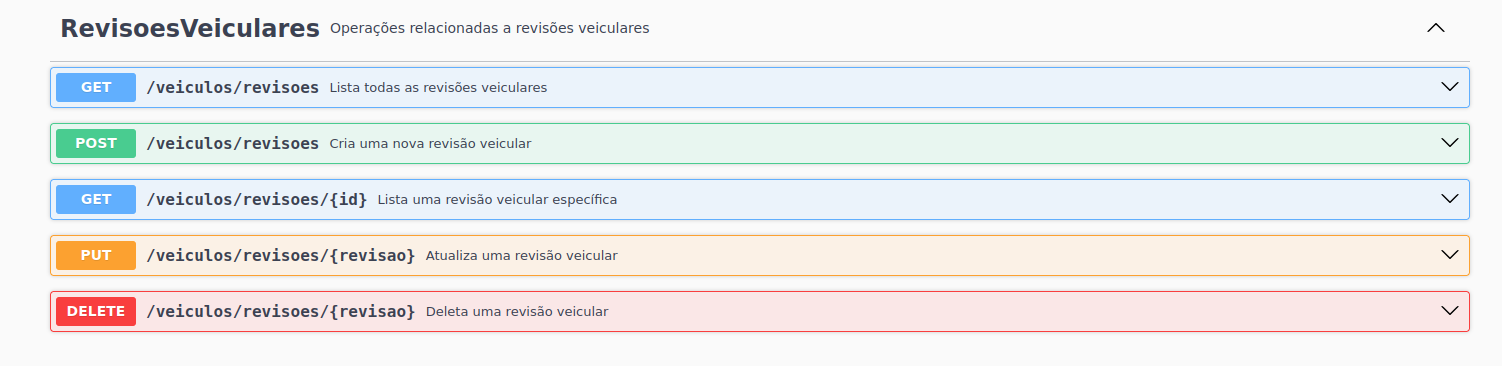 RevisoesVeiculares Operações relacionadas a revisões veiculares
GET /veiculos/revisoes Lista todas as revisões veiculares
POST /veiculos/revisoes Cria uma nova revisão veicular
GET /veiculos/revisoes/{id} Lista uma revisão veicular específica
PUT /veiculos/revisoes/{revisao} Atualiza uma revisão veicular
DELETE /veiculos/revisoes/{revisao} Deleta uma revisão veicular